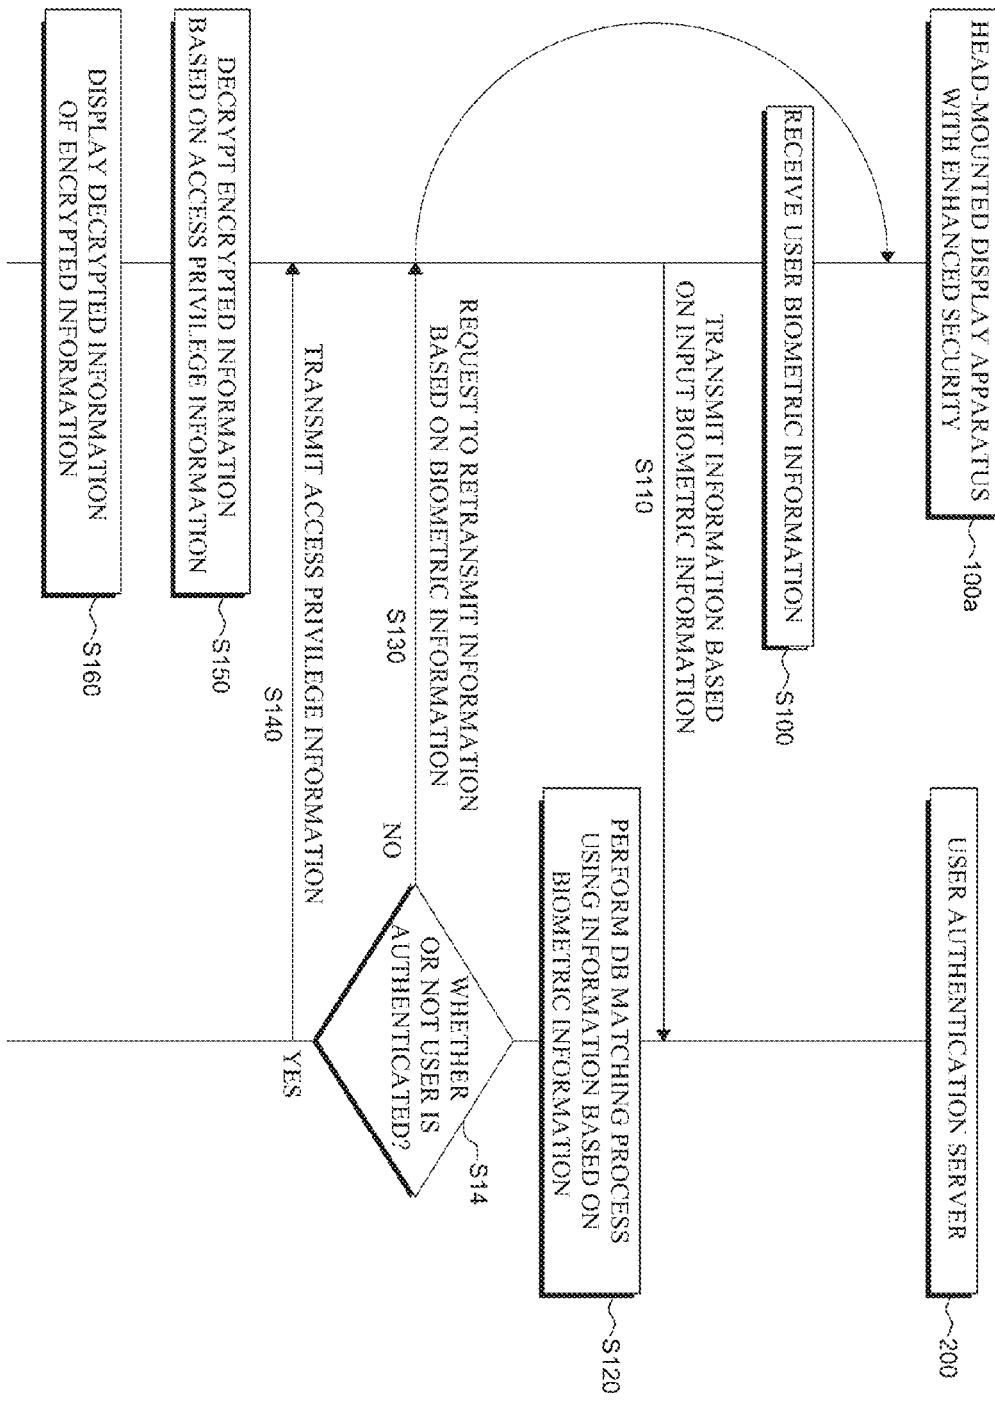 HEAD-MOUNTED DISPLAY APPARATUS
WITH ENHANCED SECURITY
100a
USER AUTHENTICATION SERVER
200
RECEIVE USER BIOMETRIC INFORMATION
S100
TRANSMIT INFORMATION BASED
ON INPUT BIOMETRIC INFORMATION
S110
PERFORM DB MATCHING PROCESS
USING INFORMATION BASED ON
BIOMETRIC INFORMATION
S120
WHETHER
OR NOT USER IS
AUTHENTICATED?
S14
NO
REQUEST TO RETRANSMIT INFORMATION
BASED ON BIOMETRIC INFORMATION
S130
YES
TRANSMIT ACCESS PRIVILEGE INFORMATION
S140
DECRYPT ENCRYPTED INFORMATION
BASED ON ACCESS PRIVILEGE INFORMATION
S150
DISPLAY DECRYPTED INFORMATION
OF ENCRYPTED INFORMATION
S160